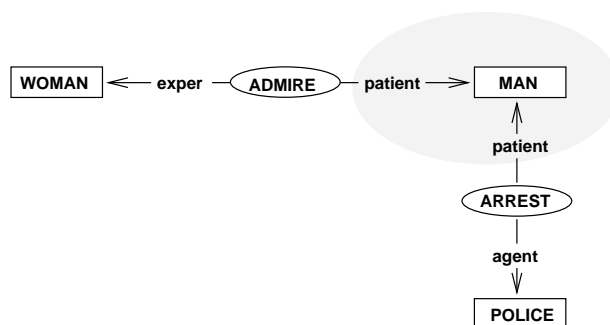 WOMAN exper ADMIRE patient MAN
patient
ARREST
agent
POLICE